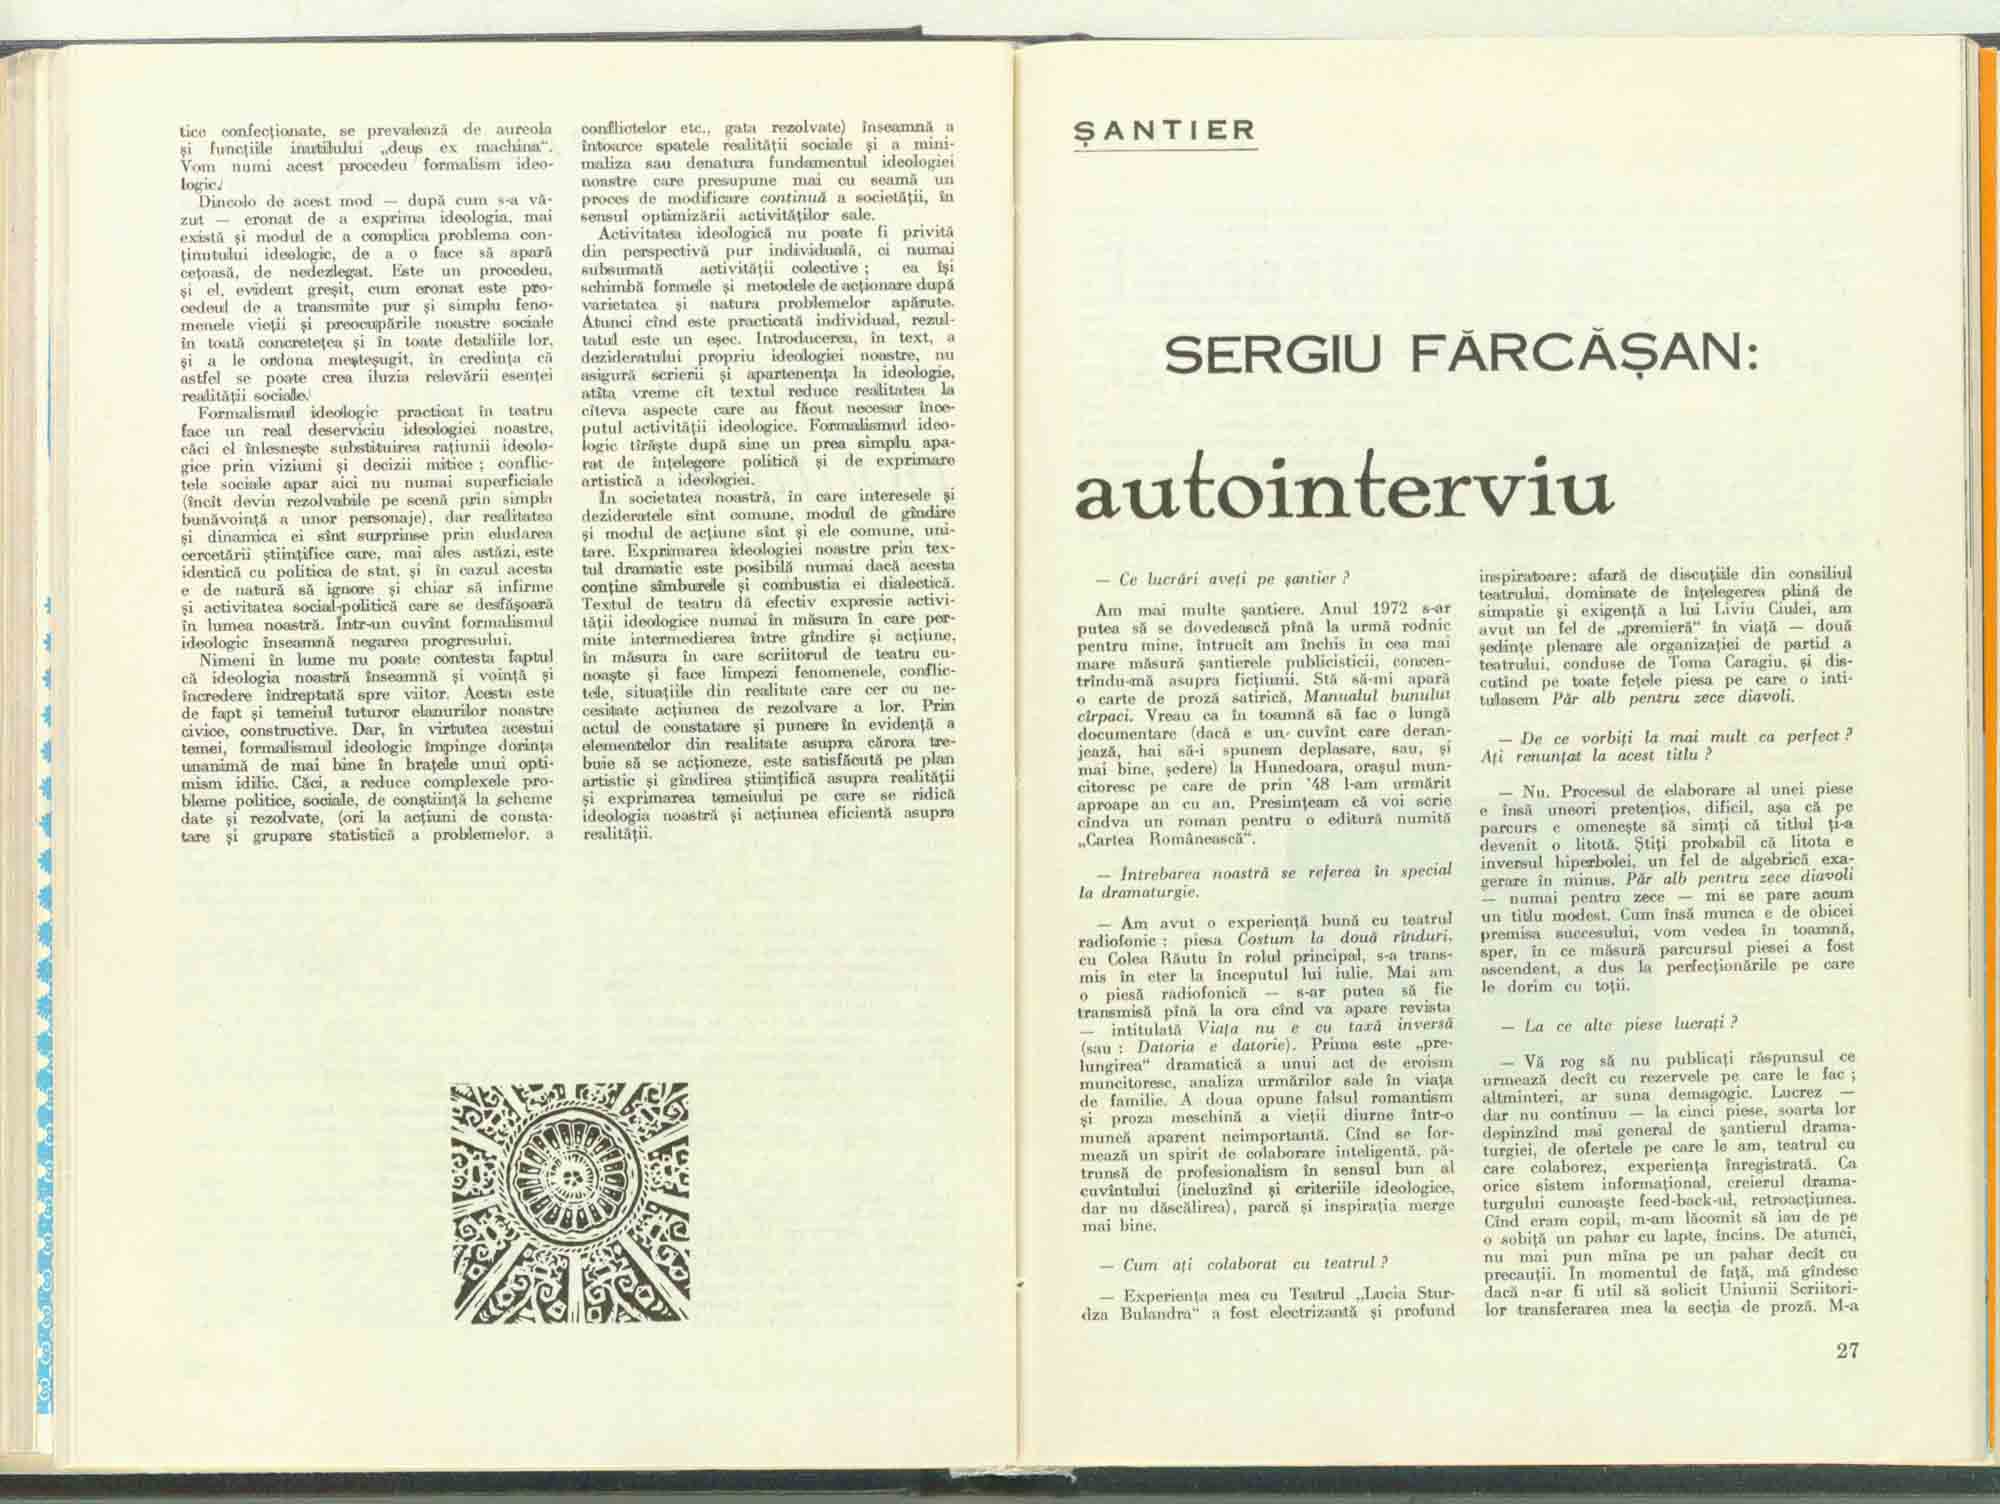 tice confecționate, se prevalează de aureola
și funcțiile inutilului „deus ex machina“.
Vom numi acest procedeu formalism ideo-
logic.
Dincolo de acest mod — după cum s-a vă-
zut — eronat de a exprima ideologia, mai
există și modul de a complica problema con-
ținutului ideologic, de a o face să apară
cețoasă, de nedezlegat. Este un procedeu,
și el, evident greșit, cum eronat este pro-
cedeul de a transmite pur și simplu feno-
menele vieții și preocupările noastre sociale
în toată concretețea și în toate detaliile lor,
și a le ordona meșteșugit, în credința că
astfel se poate crea iluzia relevării esenței
realității sociale.
Formalismul ideologic practicat în teatru
face un real deserviciu ideologiei noastre,
căci el înlesnește substituirea rațiunii ideolo-
gice prin viziuni și decizii mitice ; conflic-
tele sociale apar aici nu numai superficiale
(încît devin rezolvabile pe scenă prin simpla
bunăvoință a unor personaje), dar realitatea
și dinamica ei sînt surprinse prin eludarea
cercetării științifice care, mai ales astăzi, este
identică cu politica de stat, și în cazul acesta
e de natură să ignore și chiar să infirme
și activitatea social-politică care se desfășoară
în lumea noastră. Într-un cuvînt formalismul
ideologic înseamnă negarea progresului.
Nimeni în lume nu poate contesta faptul
că ideologia noastră înseamnă și voință și
încredere îndreptată spre viitor. Acesta este
de fapt și temeiul tuturor elanurilor noastre
civice, constructive. Dar, în virtutea acestui
temei, formalismul ideologic împinge dorința
unanimă de mai bine în brațele unui opti-
mism idilic. Căci, a reduce complexele pro-
bleme politice, sociale, de conștiință la scheme
date și rezolvate, (ori la acțiuni de consta-
tare și grupare statistică a problemelor, a
conflictelor etc., gata rezolvate) înseamnă a
întoarce spatele realității sociale și a mini-
maliza sau denatura fundamentul ideologiei
noastre care presupune mai cu seamă un
proces de modificare continuă a societății, în
sensul optimizării activităților sale.
Activitatea ideologică nu poate fi privită
din perspectivă pur individuală, ci numai
subsumată activității colective ; ea își
schimbă formele și metodele de acționare după
varietatea și natura problemelor apărute.
Atunci cînd este practicată individual, rezul-
tatul este un eșec. Introducerea, în text, a
dezideratului propriu ideologiei noastre, nu
asigură scrierii și apartenența la ideologie,
atîta vreme cît textul reduce realitatea la
cîteva aspecte care au făcut necesar înce-
putul activității ideologice. Formalismul ideo-
logic tîrăște după sine un prea simplu apa-
rat de înțelegere politică și de exprimare
artistică a ideologiei.
În societatea noastră, în care interesele și
dezideratele sînt comune, modul de gîndire
și modul de acțiune sînt și ele comune, uni-
tare. Exprimarea ideologiei noastre prin tex-
tul dramatic este posibilă numai dacă acesta
conține sîmburele și combustia ei dialectică.
Textul de teatru dă efectiv expresie activi-
tății ideologice numai în măsura în care per-
mite intermedierea între gîndire și acțiune,
în măsura în care scriitorul de teatru cu-
noaște și face limpezi fenomenele, conflic-
tele, situațiile din realitate care cer cu ne-
cesitate acțiunea de rezolvare a lor. Prin
actul de constatare și punere în evidență a
elementelor din realitate asupra cărora tre-
buie să se acționeze, este satisfăcută pe plan
artistic și gîndirea științifică asupra realității
și exprimarea temeiului pe care se ridică
ideologia noastră și acțiunea eficientă asupra
realității.
ȘANTIER
SERGIU FĂRCĂȘAN:
autointerviu
— Ce lucrări aveți pe șantier ?
Am mai multe șantiere. Anul 1972 s-ar
putea să se dovedească pînă la urmă rodnic
pentru mine, întrucît am închis în cea mai
mare măsură șantierele publicisticii, concen-
trîndu-mă asupra ficțiunii. Stă să-mi apară
o carte de proză satirică, Manualul bunului
cîrpaci. Vreau ca în toamnă să fac o lungă
documentare (dacă e un cuvînt care deran-
jează, hai să-i spunem deplasare, sau, și
mai bine, ședere) la Hunedoara, orașul mun-
citoresc pe care de prin '48 l-am urmărit
aproape an cu an. Presimțeam că voi scrie
cîndva un roman pentru o editură numită
„Cartea Românească“.
— Intrebarea noastră se referea în special
la dramaturgie.
— Am avut o experiență bună cu teatrul
radiofonic : piesa Costum la două rînduri,
cu Colea Răutu în rolul principal, s-a trans-
mis în eter la începutul lui iulie. Mai am
o piesă radiofonică — s-ar putea să fie
transmisă pînă la ora cînd va apare revista
— intitulată Viața nu e cu taxă inversă
(sau : Datoria e datorie). Prima este „pre-
lungirea“ dramatică a unui act de eroism
muncitoresc, analiza urmărilor sale în viața
de familie. A doua opune falsul romantism
și proza meschină a vieții diurne într-o
muncă aparent neimportantă. Cînd se for-
mează un spirit de colaborare inteligentă, pă-
trunsă de profesionalism în sensul bun al
cuvîntului (incluzînd și criteriile ideologice,
dar nu dăscălirea), parcă și inspirația merge
mai bine.
— Cum ați colaborat cu teatrul ?
— Experiența mea cu Teatrul „Lucia Stur-
dza Bulandra“ a fost electrizantă și profund
inspiratoare: afară de discuțiile din consiliul
teatrului, dominate de înțelegerea plină de
simpatie și exigență a lui Liviu Ciulei, am
avut un fel de „premieră“ în viață — două
ședințe plenare ale organizației de partid a
teatrului, conduse de Toma Caragiu, și dis-
cutînd pe toate fețele piesa pe care o inti-
tulasem Păr alb pentru zece diavoli.
— De ce vorbiți la mai mult ca perfect ?
Ați renunțat la acest titlu ?
— Nu. Procesul de elaborare al unei piese
e însă uneori pretențios, dificil, așa că pe
parcurs e omenește să simți că titlul ți-a
devenit o litotă. Știți probabil că litota e
inversul hiperbolei, un fel de algebrică exa-
gerare în minus. Păr alb pentru zece diavoli
— numai pentru zece — mi se pare acum
un titlu modest. Cum însă munca e de obicei
premisa succesului, vom vedea în toamnă,
sper, în ce măsură parcursul piesei a fost
ascendent, a dus la perfecționările pe care
le dorim cu toții.
— La ce alte piese lucrați ?
— Vă rog să nu publicați răspunsul ce
urmează decît cu rezervele pe care le fac ;
altminteri, ar suna demagogic. Lucrez —
dar nu continuu — la cinci piese, soarta lor
depinzînd mai general de șantierul drama-
turgiei, de ofertele pe care le am, teatrul cu
care colaborez, experiența înregistrată. Ca
orice sistem informațional, creierul drama-
turgului cunoaște feed-back-ul, retroacțiunea.
Cînd eram copil, m-am lăcomit să iau de pe
o sobiță un pahar cu lapte, încins. De atunci,
nu mai pun mîna pe un pahar decît cu
precauții. In momentul de față, mă gîndesc
dacă n-ar fi util să solicit Uniunii Scriitori-
lor transferarea mea la secția de proză. M-a
27